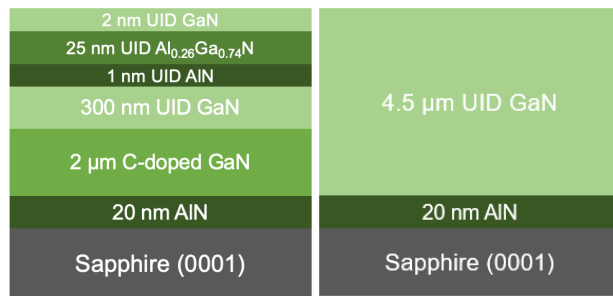 2 nm UID GaN
25 nm UID Al₀.₂₆Ga₀.₇₄N
1 nm UID AlN
300 nm UID GaN
2 µm C-doped GaN
20 nm AlN
Sapphire (0001)
4.5 µm UID GaN
20 nm AlN
Sapphire (0001)